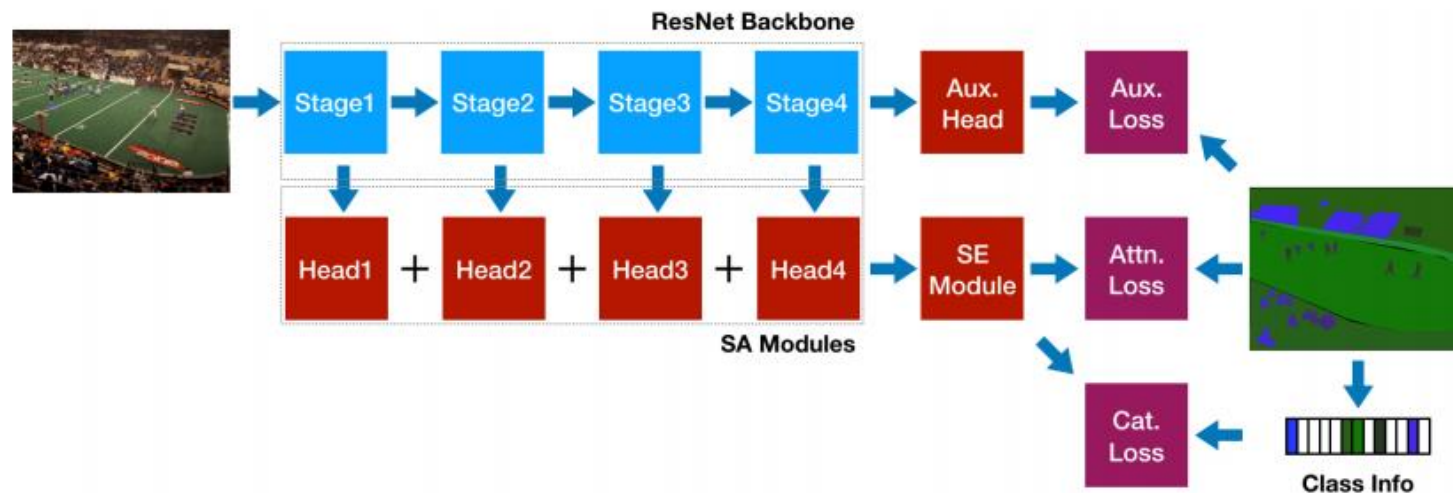 ResNet Backbone
Stage1
Stage2
Stage3
Stage4
Aux.
Head
Aux.
Loss
Head1
+
Head2
+
Head3
+
Head4
SE
Module
Attn.
Loss
SA Modules
Cat.
Loss
Class Info